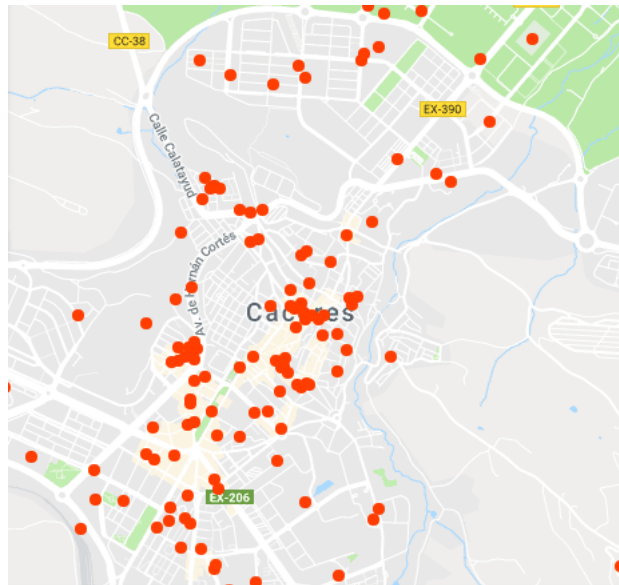 CC-38
EX-390
Calle Calatayud
Av. de Hernán Cortés
Cáceres
EX-206